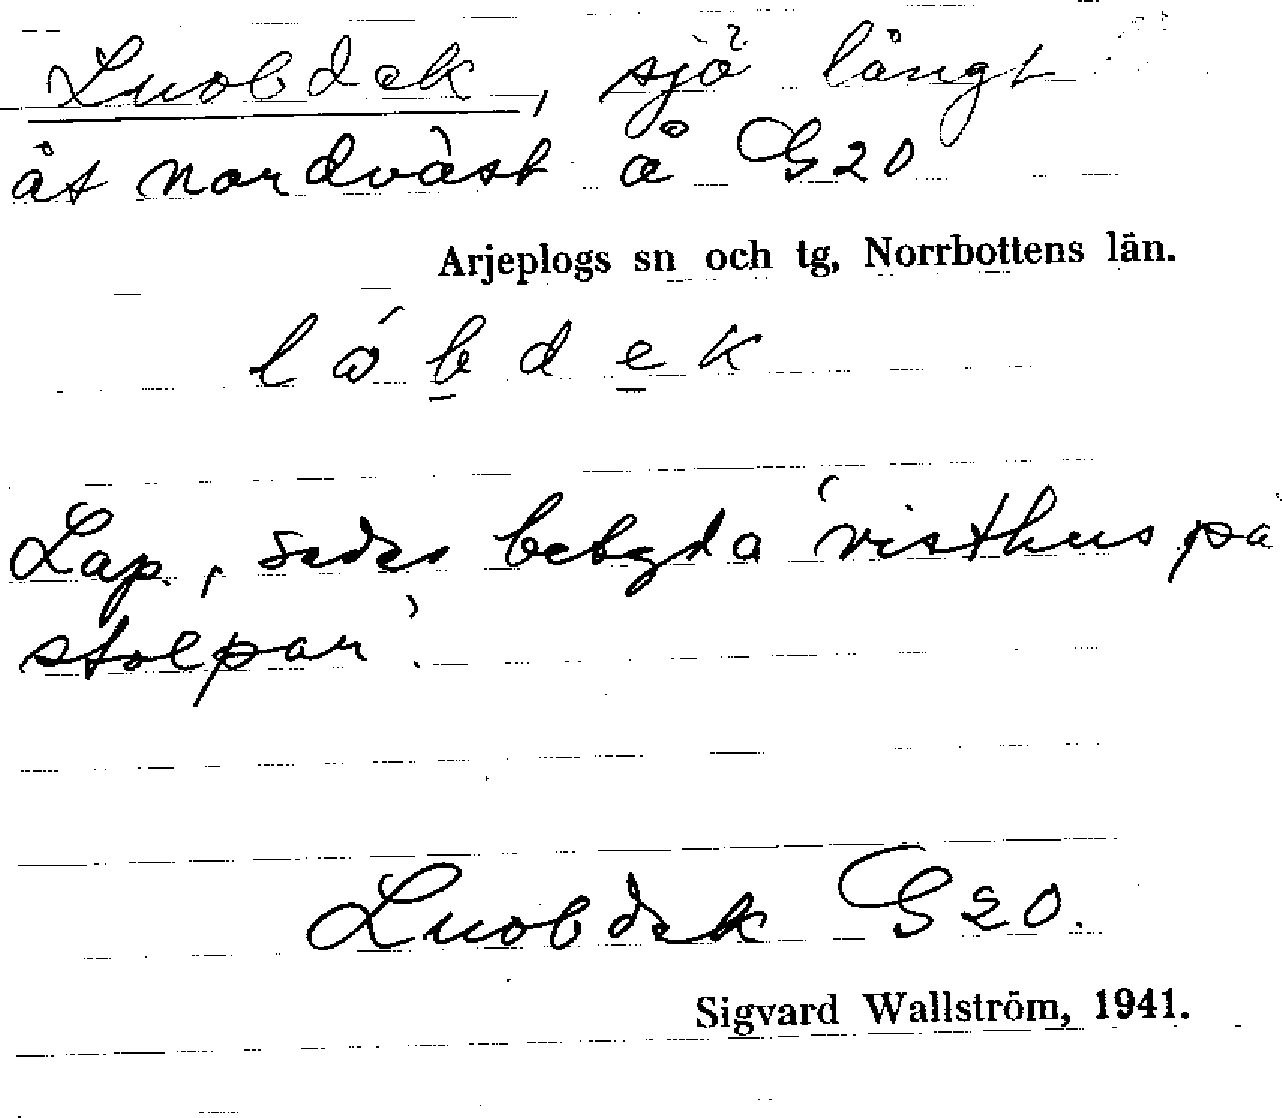 Luobdek, sjö långt
åt nordväst å G20
Arjeplogs sn och tg, Norrbottens län.
Lap., sades betyda 'visthus på
stolpar'.
Luobdek G20.
Sigvard Wallström, 1941.